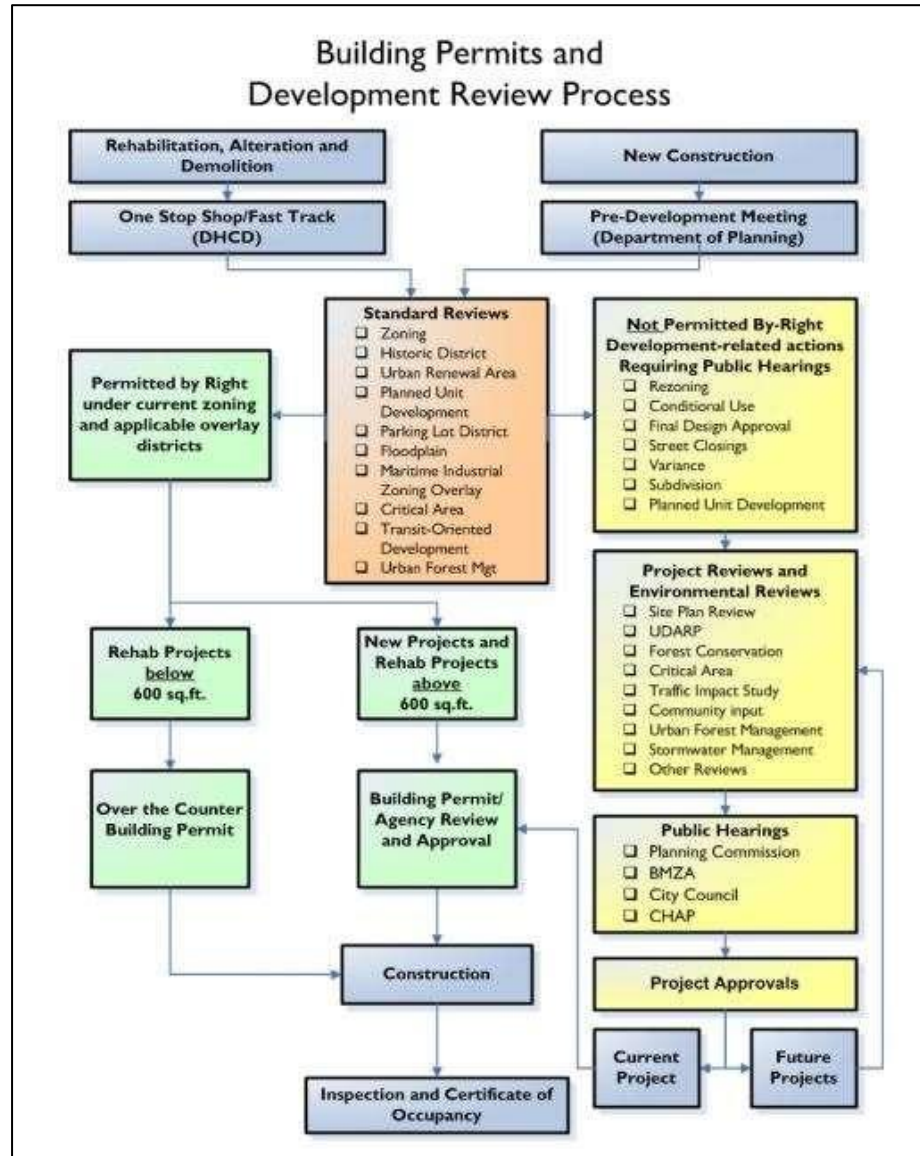 Building Permits and
Development Review Process
Rehabilitation, Alteration and
Demolition
New Construction
One Stop Shop/Fast Track
(DHCD)
Pre-Development Meeting
(Department of Planning)
Standard Reviews
❑ Zoning
❑ Historic District
❑ Urban Renewal Area
❑ Planned Unit
Development
❑ Parking Lot District
❑ Floodplain
❑ Maritime Industrial
Zoning Overlay
❑ Critical Area
❑ Transit-Oriented
Development
❑ Urban Forest Mgt
Not Permitted By-Right
Development-related actions
Requiring Public Hearings
❑ Rezoning
❑ Conditional Use
❑ Final Design Approval
❑ Street Closings
❑ Variance
❑ Subdivision
❑ Planned Unit Development
Permitted by Right
under current zoning
and applicable overlay
districts
Project Reviews and
Environmental Reviews
❑ Site Plan Review
❑ UDARP
❑ Forest Conservation
❑ Critical Area
❑ Traffic Impact Study
❑ Community input
❑ Urban Forest Management
❑ Stormwater Management
❑ Other Reviews
Rehab Projects
below
600 sq.ft.
New Projects and
Rehab Projects
above
600 sq.ft.
Over the Counter
Building Permit
Building Permit/
Agency Review
and Approval
Public Hearings
❑ Planning Commission
❑ BMZA
❑ City Council
❑ CHAP
Construction
Project Approvals
Current
Project
Future
Projects
Inspection and Certificate of
Occupancy